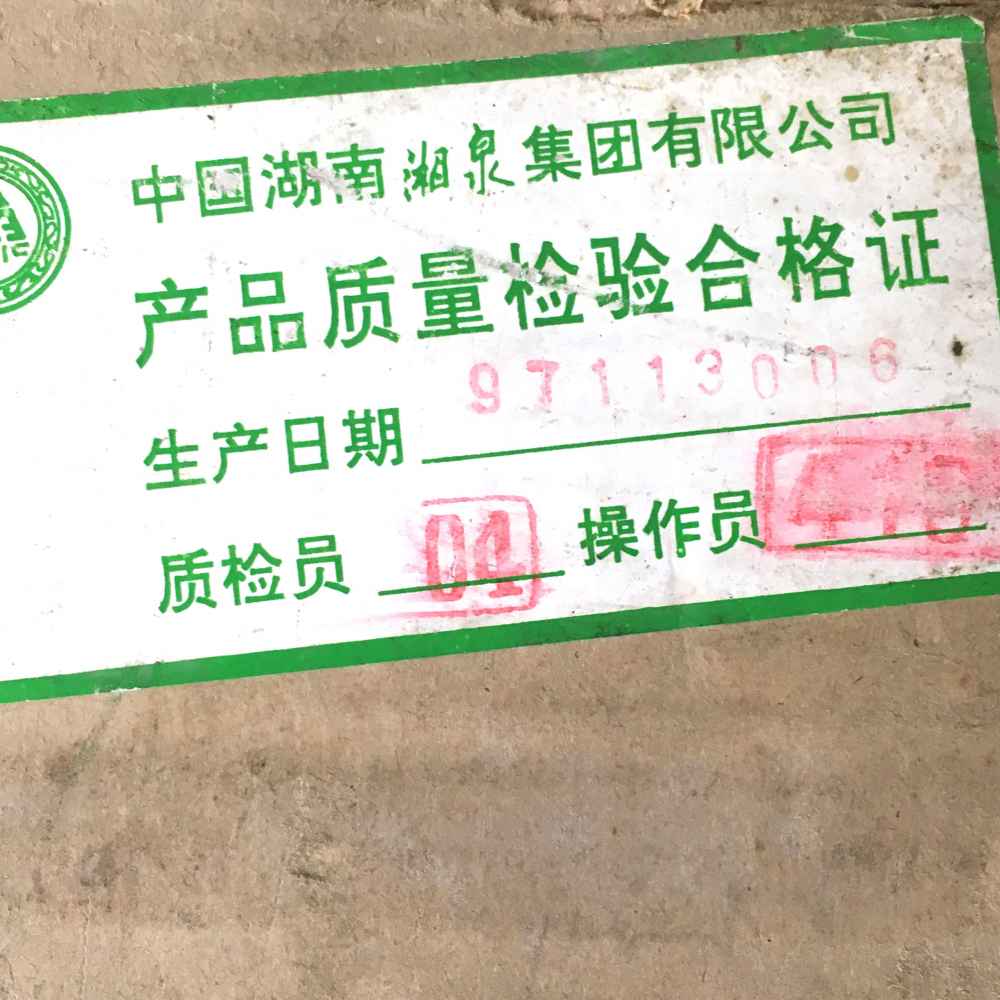 中国湖南湘泉集团有限公司
产品质量检验合格证
生产日期 97113006
质检员 04 操作员